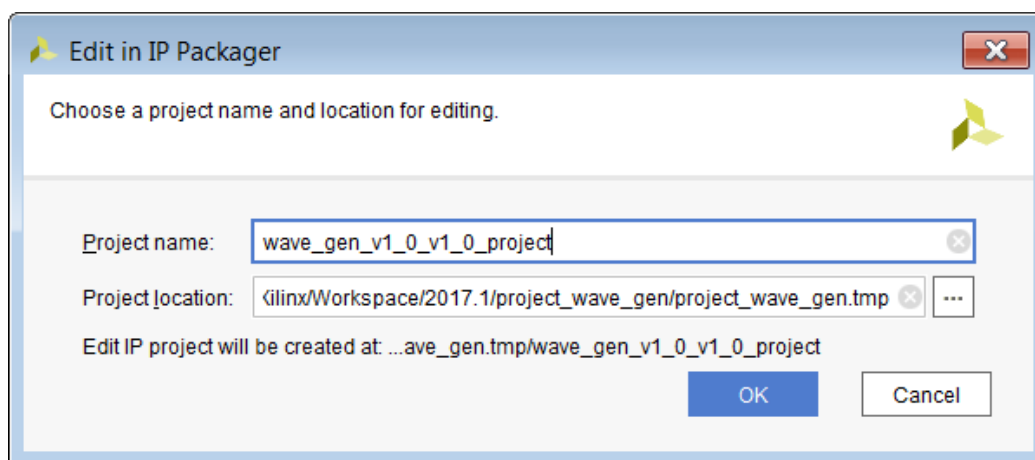 Edit in IP Packager
Choose a project name and location for editing.
Project name: wave_gen_v1_0_v1_0_project
Project location: Xilinx/Workspace/2017.1/project_wave_gen/project_wave_gen.tmp ...
Edit IP project will be created at: ...ave_gen.tmp/wave_gen_v1_0_v1_0_project
OK Cancel